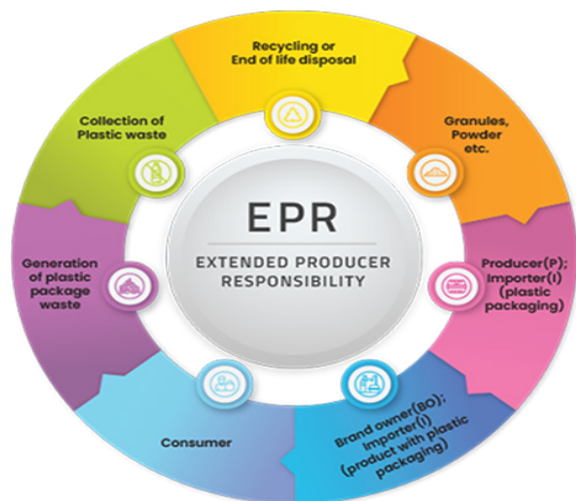 Recycling or
End of life disposal
Granules,
Powder
etc.
Producer(P);
Importer(I)
(plastic
packaging)
Brand owner(BO);
Importer(I)
(product with plastic
packaging)
Consumer
Generation
of plastic
package
waste
Collection of
Plastic waste
EPR
EXTENDED PRODUCER
RESPONSIBILITY